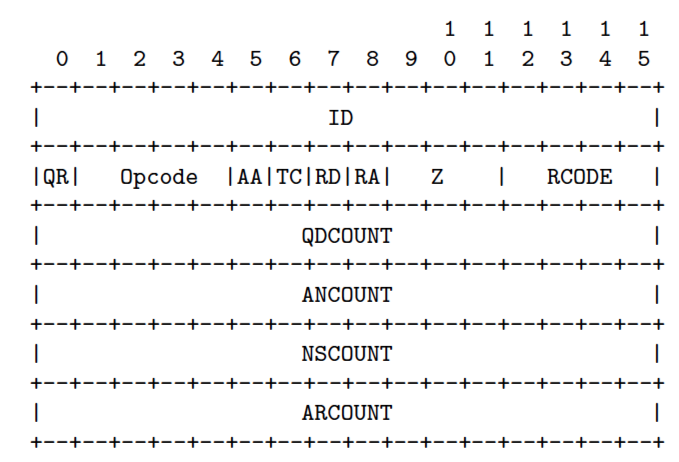 1  1  1  1  1  1
  0  1  2  3  4  5  6  7  8  9  0  1  2  3  4  5
+--+--+--+--+--+--+--+--+--+--+--+--+--+--+--+--+
|                      ID                       |
+--+--+--+--+--+--+--+--+--+--+--+--+--+--+--+--+
|QR|   Opcode  |AA|TC|RD|RA|   Z    |   RCODE   |
+--+--+--+--+--+--+--+--+--+--+--+--+--+--+--+--+
|                    QDCOUNT                    |
+--+--+--+--+--+--+--+--+--+--+--+--+--+--+--+--+
|                    ANCOUNT                    |
+--+--+--+--+--+--+--+--+--+--+--+--+--+--+--+--+
|                    NSCOUNT                    |
+--+--+--+--+--+--+--+--+--+--+--+--+--+--+--+--+
|                    ARCOUNT                    |
+--+--+--+--+--+--+--+--+--+--+--+--+--+--+--+--+